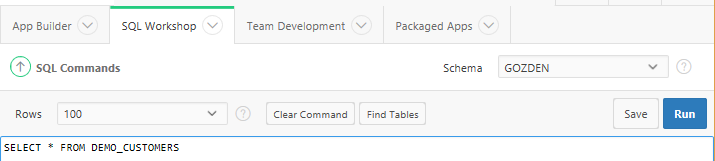 App Builder SQL Workshop Team Development Packaged Apps
SQL Commands Schema GOZDEN ?
Rows 100 ? Clear Command Find Tables Save Run
SELECT * FROM DEMO_CUSTOMERS